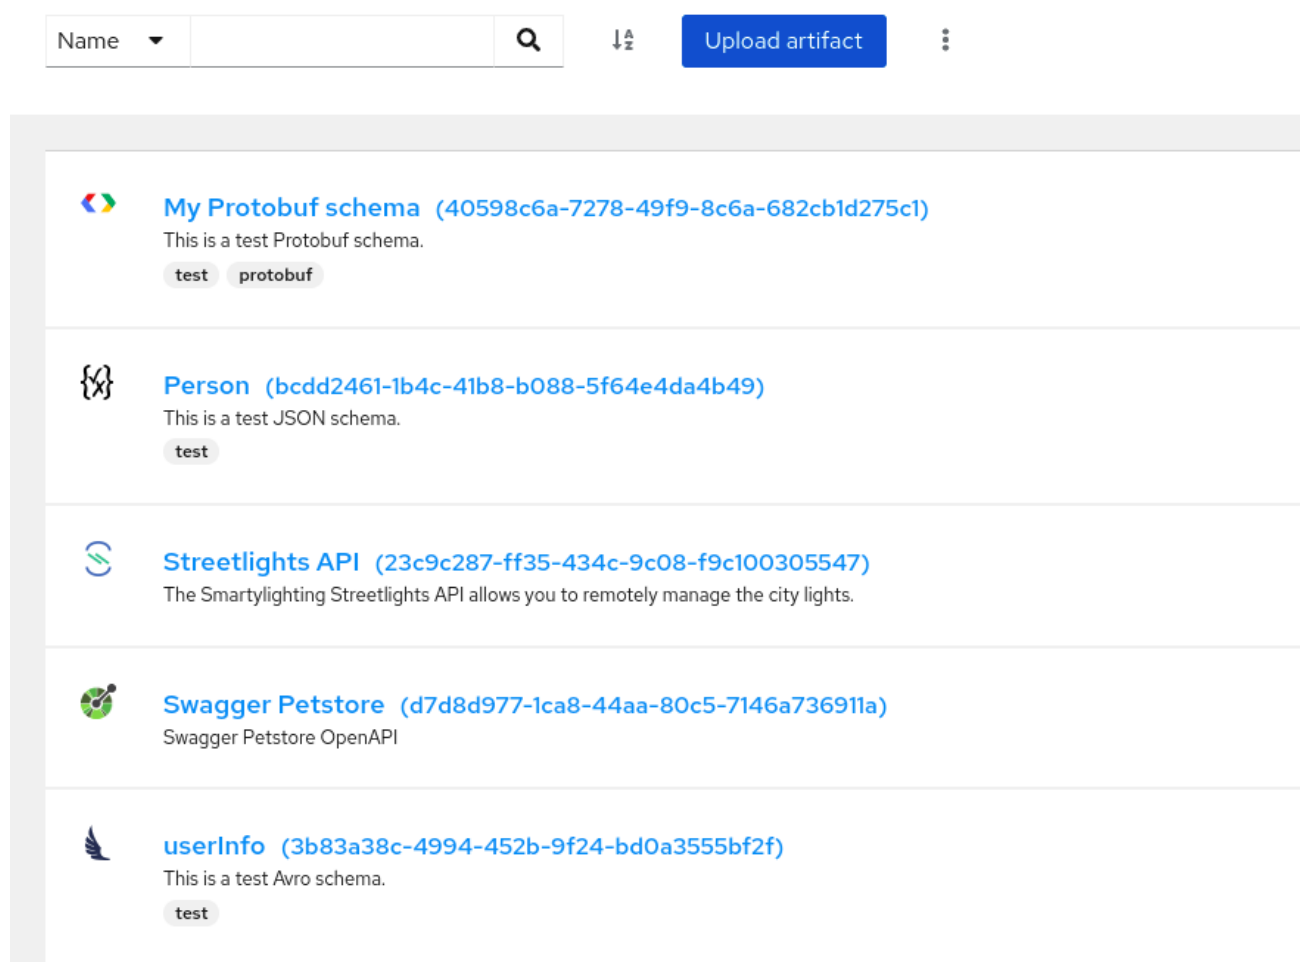 Name
Upload artifact
My Protobuf schema (40598c6a-7278-49f9-8c6a-682cb1d275c1)
This is a test Protobuf schema.
test protobuf
Person (bcdd2461-1b4c-41b8-b088-5f64e4da4b49)
This is a test JSON schema.
test
Streetlights API (23c9c287-ff35-434c-9c08-f9c100305547)
The Smartylighting Streetlights API allows you to remotely manage the city lights.
Swagger Petstore (d7d8d977-1ca8-44aa-80c5-7146a736911a)
Swagger Petstore OpenAPI
userInfo (3b83a38c-4994-452b-9f24-bd0a3555bf2f)
This is a test Avro schema.
test